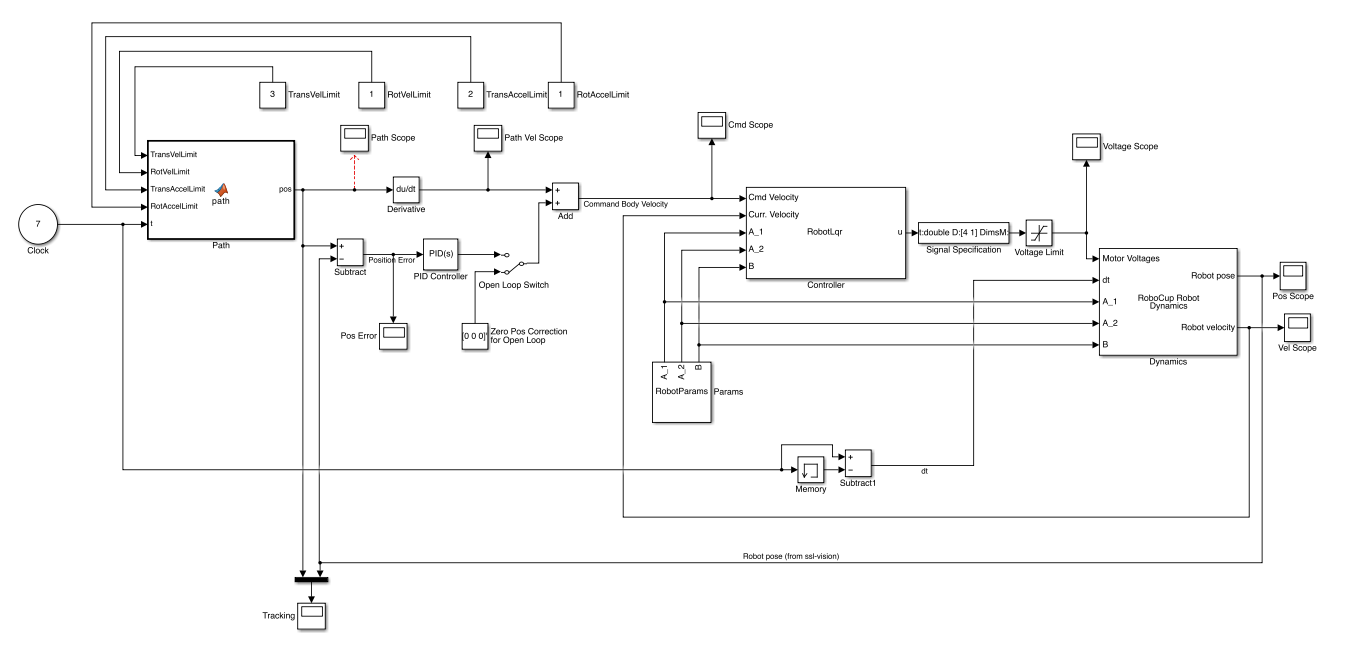 3 TransVelLimit
1 RotVelLimit
2 TransAccelLimit
1 RotAccelLimit
Path Scope
Path Vel Scope
Cmd Scope
Voltage Scope
TransVelLimit
RotVelLimit
TransAccelLimit
RotAccelLimit
t
path
pos
Path
7
Clock
du/dt
Derivative
+
+
Add
Command Body Velocity
+
−
Subtract
Position Error
PID(s)
PID Controller
Open Loop Switch
Pos Error
[0 0 0]'
Zero Pos Correction
for Open Loop
Cmd Velocity
Curr. Velocity
A_1
A_2
B
RobotLqr
u
Controller
t:double D:[4 1] DimsM:
Signal Specification
Voltage Limit
Motor Voltages
dt
A_1
A_2
B
RoboCup Robot
Dynamics
Robot pose
Robot velocity
Dynamics
Pos Scope
Vel Scope
A_1
A_2
B
RobotParams
Params
Memory
+
−
Subtract1
dt
Robot pose (from ssl-vision)
Tracking